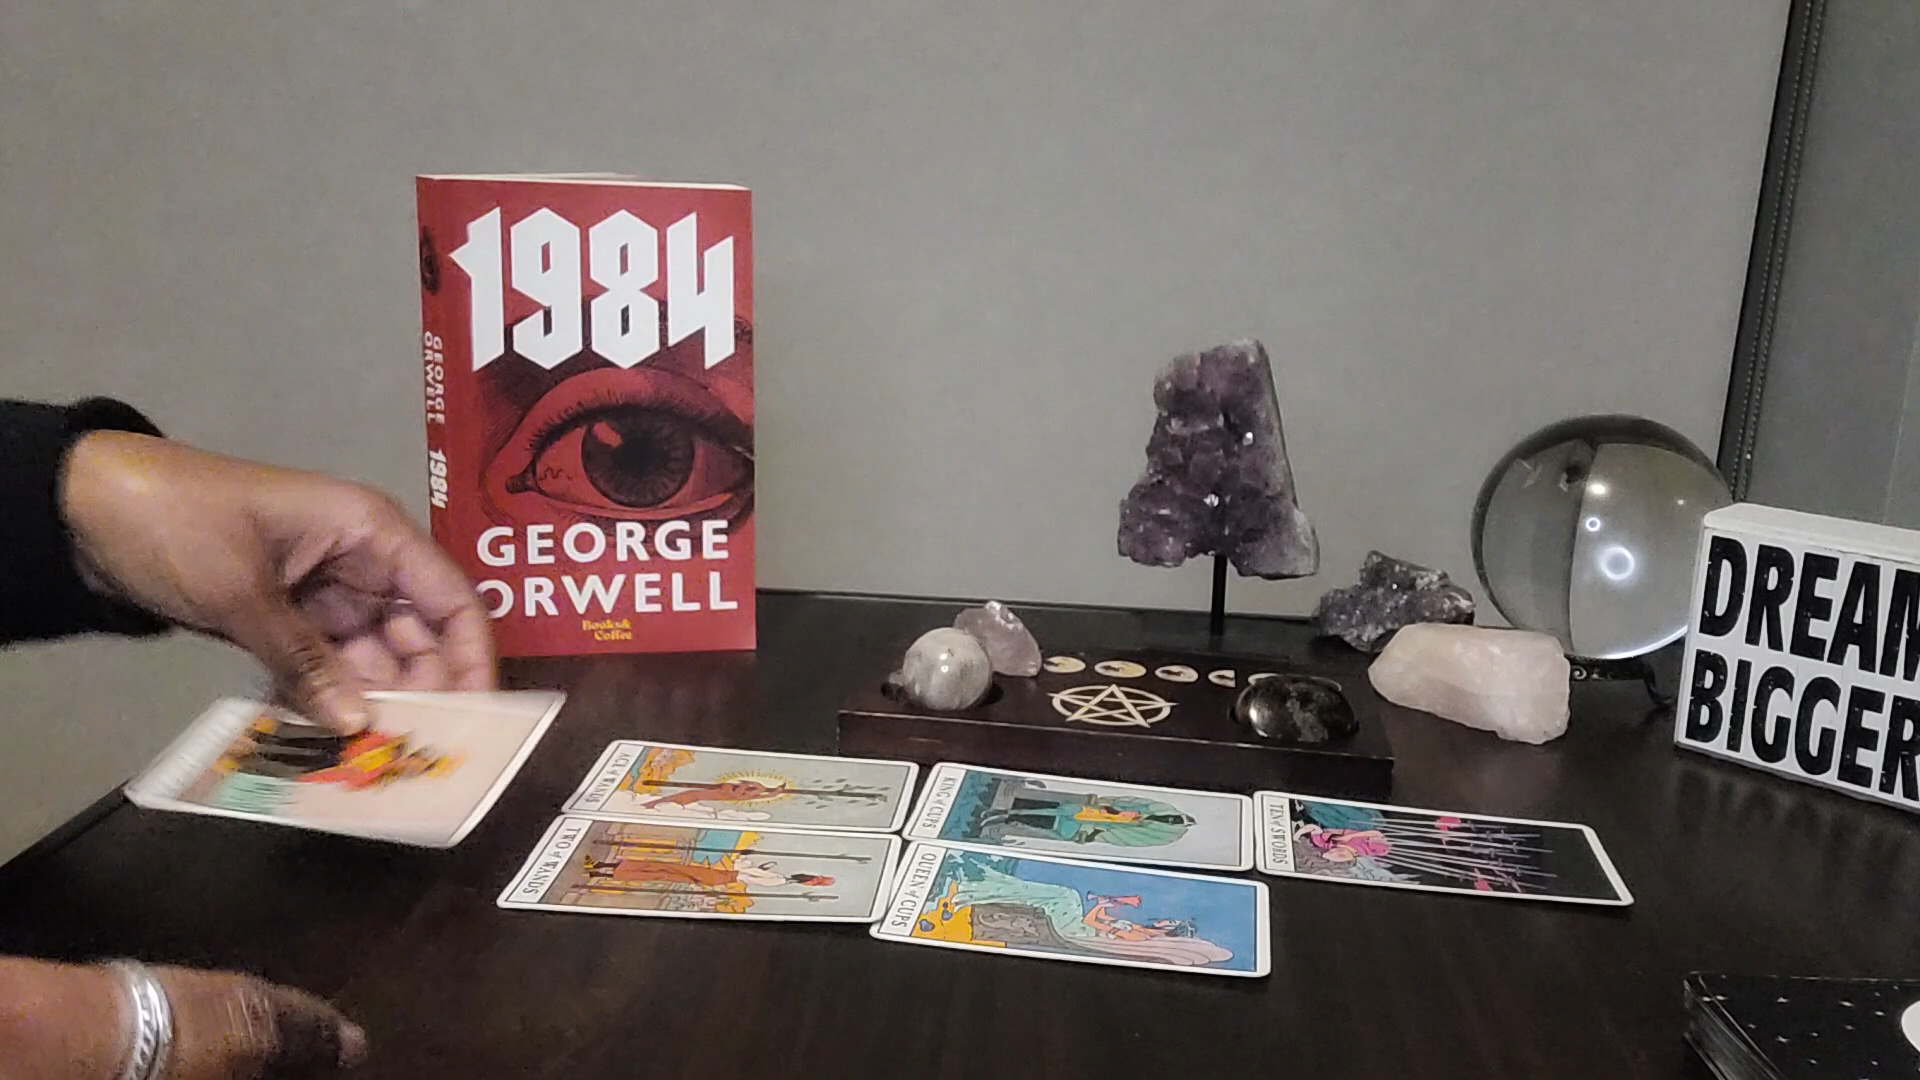 1984
GEORGE
ORWELL
Books&
Coffee
GEORGE
ORWELL
1984
ACE of WANDS
TWO of WANDS
KING of CUPS
QUEEN of CUPS
TEN of SWORDS
DREAM
BIGGER